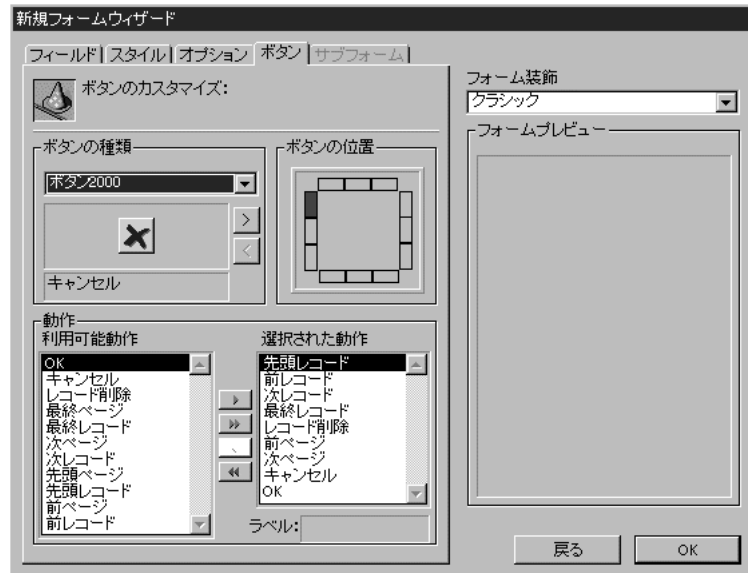 新規フォームウィザード
フィールド スタイル オプション ボタン サブフォーム
ボタンのカスタマイズ:
フォーム装飾
クラシック
フォームプレビュー
ボタンの種類
ボタン2000
キャンセル
ボタンの位置
動作
利用可能動作
OK
キャンセル
レコード削除
最終ページ
最終レコード
次ページ
次レコード
先頭ページ
先頭レコード
前ページ
前レコード
選択された動作
先頭レコード
前レコード
次レコード
最終レコード
レコード削除
前ページ
次ページ
キャンセル
OK
ラベル:
戻る OK